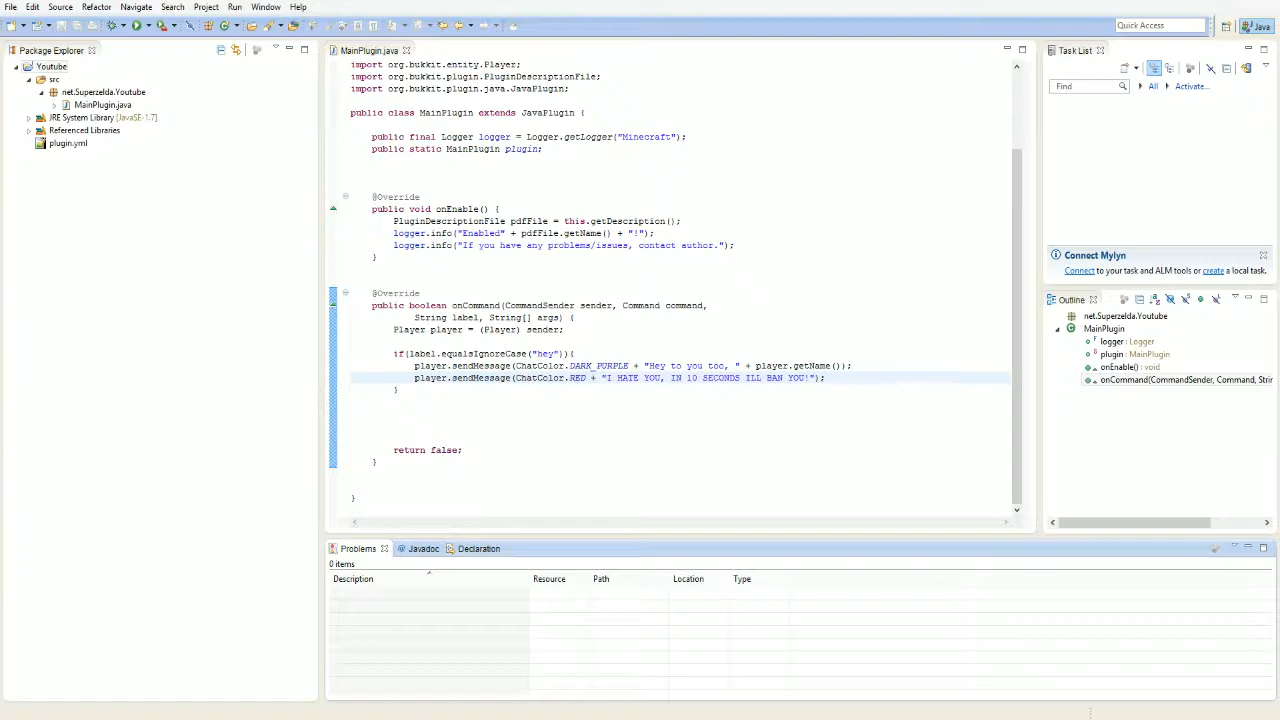 File Edit Source Refactor Navigate Search Project Run Window Help
Quick Access
Java
Package Explorer
Youtube
src
net.Superzelda.Youtube
MainPlugin.java
JRE System Library [JavaSE-1.7]
Referenced Libraries
plugin.yml
MainPlugin.java
import org.bukkit.entity.Player;
import org.bukkit.plugin.PluginDescriptionFile;
import org.bukkit.plugin.java.JavaPlugin;
public class MainPlugin extends JavaPlugin {
public final Logger logger = Logger.getLogger("Minecraft");
public static MainPlugin plugin;
@Override
public void onEnable() {
PluginDescriptionFile pdfFile = this.getDescription();
logger.info("Enabled" + pdfFile.getName() + "!");
logger.info("If you have any problems/issues, contact author.");
}
@Override
public boolean onCommand(CommandSender sender, Command command,
String label, String[] args) {
Player player = (Player) sender;
if(label.equalsIgnoreCase("hey")){
player.sendMessage(ChatColor.DARK_PURPLE + "Hey to you too, " + player.getName());
player.sendMessage(ChatColor.RED + "I HATE YOU, IN 10 SECONDS ILL BAN YOU!");
}
return false;
}
}
Task List
Find
All
Activate...
Connect Mylyn
Connect to your task and ALM tools or create a local task.
Outline
net.Superzelda.Youtube
MainPlugin
logger : Logger
plugin : MainPlugin
onEnable() : void
onCommand(CommandSender, Command, Strin
Problems
Javadoc
Declaration
0 items
Description Resource Path Location Type